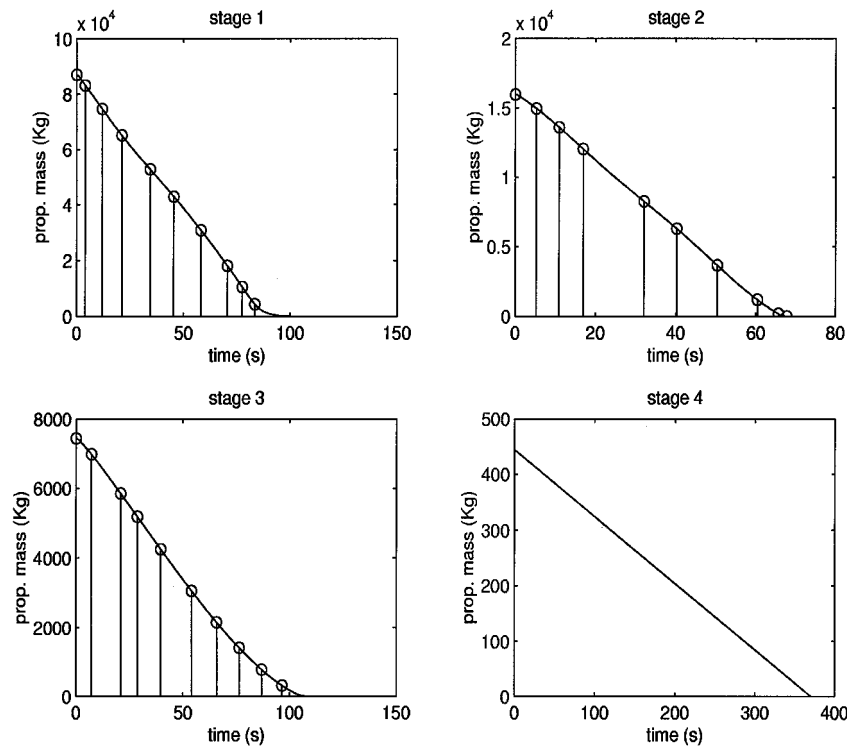 stage 1
x 10^4
10
8
6
4
2
0
0 50 100 150
prop. mass (Kg)
time (s)
stage 2
x 10^4
2
1.5
1
0.5
0
0 20 40 60 80
prop. mass (Kg)
time (s)
stage 3
8000
6000
4000
2000
0
0 50 100 150
prop. mass (Kg)
time (s)
stage 4
500
400
300
200
100
0
0 100 200 300 400
prop. mass (Kg)
time (s)